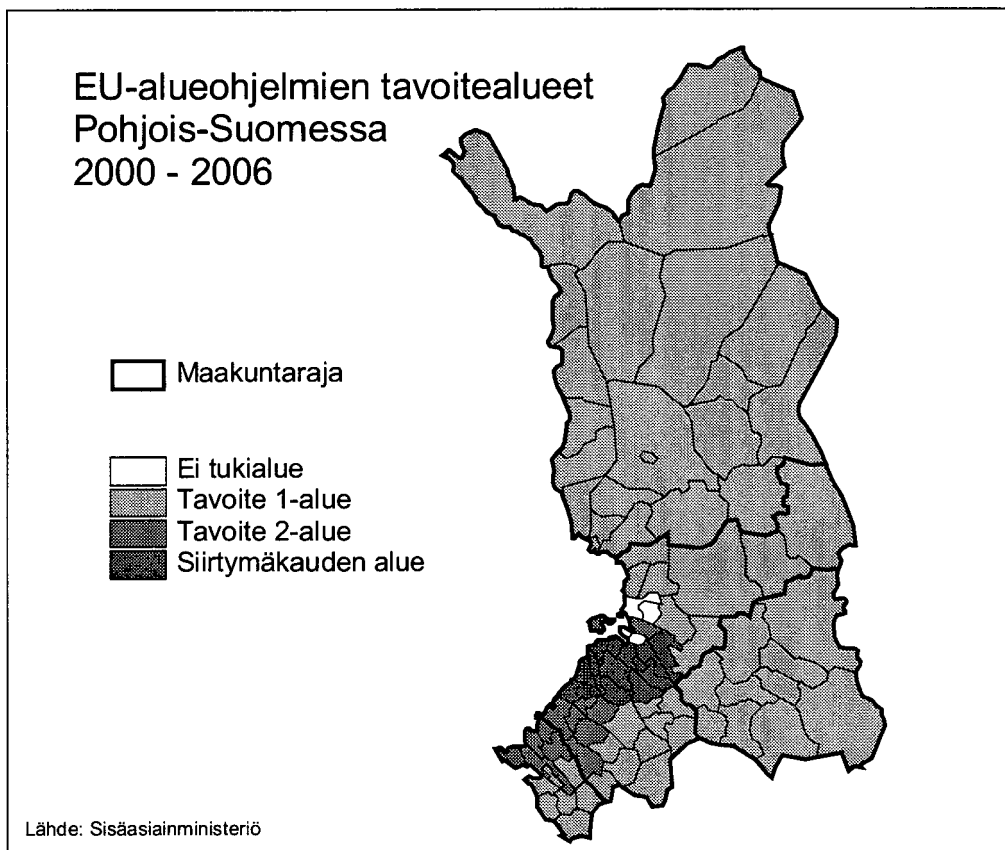 EU-alueohjelmien tavoitealueet
Pohjois-Suomessa
2000 - 2006
Maakuntaraja
Ei tukialue
Tavoite 1-alue
Tavoite 2-alue
Siirtymäkauden alue
Lähde: Sisäasiainministeriö